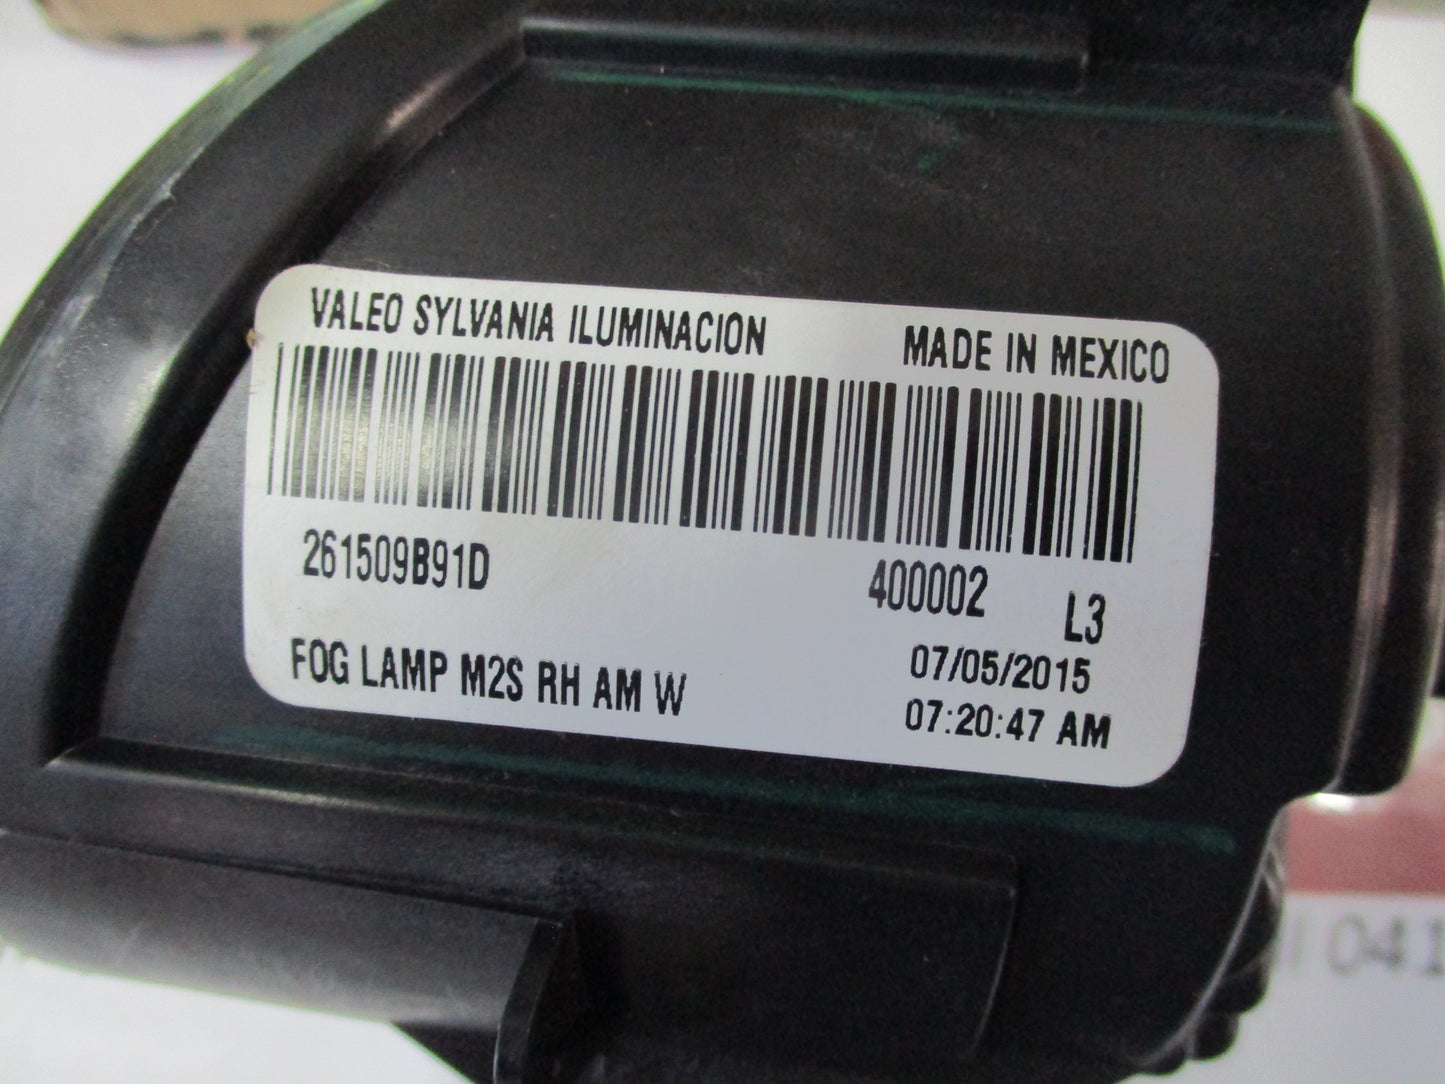 VALEO SYLVANIA ILUMINACION MADE IN MEXICO
261509B91D 400002 L3
FOG LAMP M2S RH AM W 07/05/2015
07:20:47 AM
041